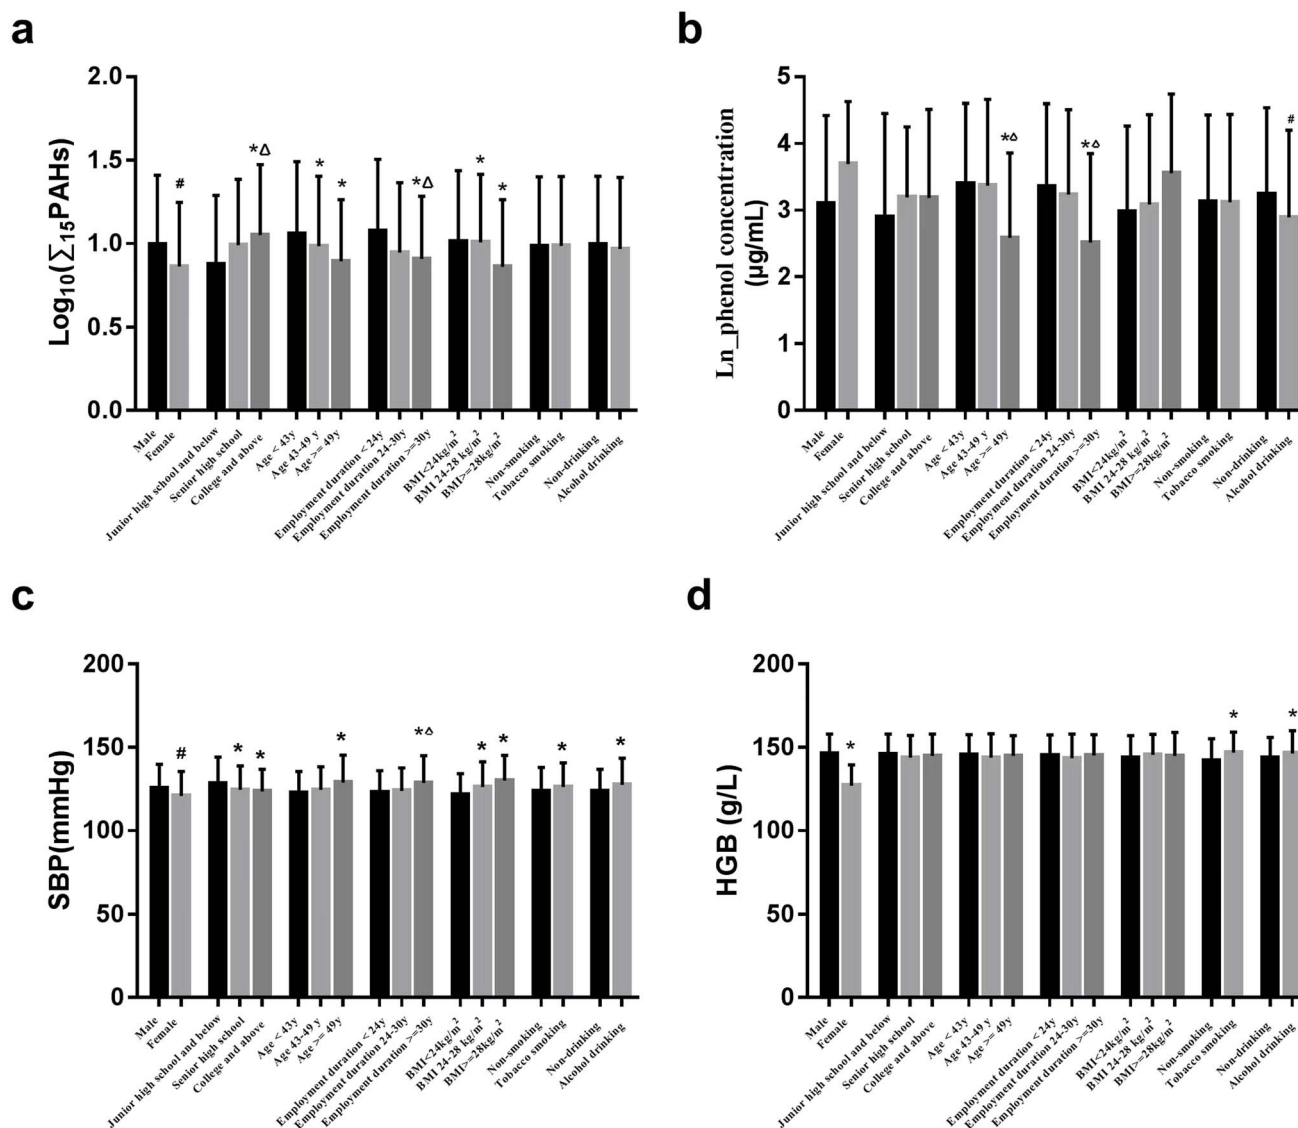 a
Log10(∑15PAHs)
2.0
1.5
1.0
0.5
0.0
#
*Δ
*
*
*Δ
*
*
Male
Female
Junior high school and below
Senior high school
College and above
Age < 43y
Age 43-49 y
Age >= 49y
Employment duration < 24y
Employment duration 24-30y
Employment duration >=30y
BMI<24kg/m²
BMI 24-28 kg/m²
BMI>=28kg/m²
Non-smoking
Tobacco smoking
Non-drinking
Alcohol drinking
b
Ln_phenol concentration
(μg/mL)
5
4
3
2
1
0
*Δ
*Δ
#
Male
Female
Junior high school and below
Senior high school
College and above
Age < 43y
Age 43-49 y
Age >= 49y
Employment duration < 24y
Employment duration 24-30y
Employment duration >=30y
BMI<24kg/m²
BMI 24-28 kg/m²
BMI>=28kg/m²
Non-smoking
Tobacco smoking
Non-drinking
Alcohol drinking
c
SBP(mmHg)
200
150
100
50
0
#
*
*
*
*Δ
*
*
*
*
Male
Female
Junior high school and below
Senior high school
College and above
Age < 43y
Age 43-49 y
Age >= 49y
Employment duration < 24y
Employment duration 24-30y
Employment duration >=30y
BMI<24kg/m²
BMI 24-28 kg/m²
BMI>=28kg/m²
Non-smoking
Tobacco smoking
Non-drinking
Alcohol drinking
d
HGB (g/L)
200
150
100
50
0
*
*
*
Male
Female
Junior high school and below
Senior high school
College and above
Age < 43y
Age 43-49 y
Age >= 49y
Employment duration < 24y
Employment duration 24-30y
Employment duration >=30y
BMI<24kg/m²
BMI 24-28 kg/m²
BMI>=28kg/m²
Non-smoking
Tobacco smoking
Non-drinking
Alcohol drinking